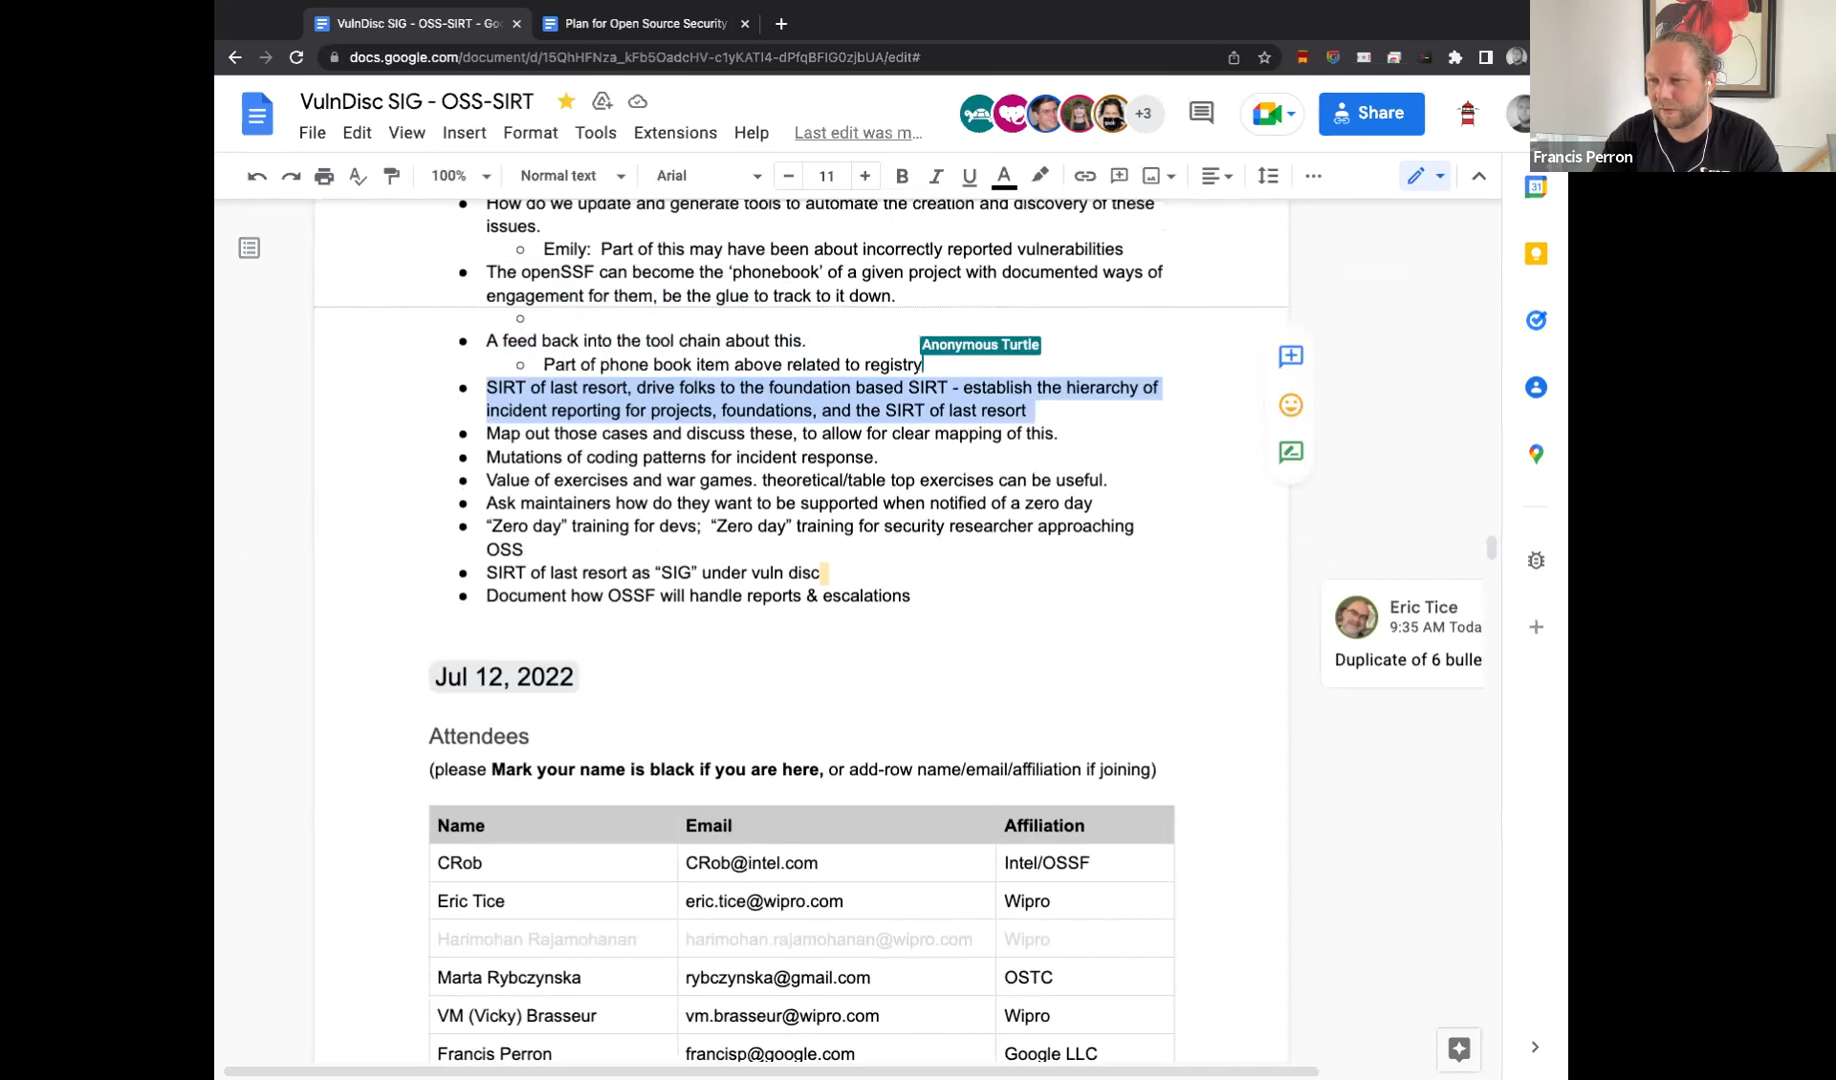 VulnDisc SIG - OSS-SIRT - Goo
Plan for Open Source Security
docs.google.com/document/d/15QhHFNza_kFb5OadcHV-c1yKATI4-dPfqBFIG0zjbUA/edit#
VulnDisc SIG - OSS-SIRT
+3
Share
File Edit View Insert Format Tools Extensions Help Last edit was m...
Francis Perron
100% Normal text Arial 11
31
How do we update and generate tools to automate the creation and discovery of these
issues.
Emily: Part of this may have been about incorrectly reported vulnerabilities
The openSSF can become the ‘phonebook’ of a given project with documented ways of
engagement for them, be the glue to track to it down.
A feed back into the tool chain about this.
Anonymous Turtle
Part of phone book item above related to registry
SIRT of last resort, drive folks to the foundation based SIRT - establish the hierarchy of
incident reporting for projects, foundations, and the SIRT of last resort
Map out those cases and discuss these, to allow for clear mapping of this.
Mutations of coding patterns for incident response.
Value of exercises and war games. theoretical/table top exercises can be useful.
Ask maintainers how do they want to be supported when notified of a zero day
“Zero day” training for devs; “Zero day” training for security researcher approaching
OSS
SIRT of last resort as “SIG” under vuln disc
Document how OSSF will handle reports & escalations
Eric Tice
9:35 AM Toda
Duplicate of 6 bulle
Jul 12, 2022
Attendees
(please Mark your name is black if you are here, or add-row name/email/affiliation if joining)
Name Email Affiliation
CRob CRob@intel.com Intel/OSSF
Eric Tice eric.tice@wipro.com Wipro
Harimohan Rajamohanan harimohan.rajamohanan@wipro.com Wipro
Marta Rybczynska rybczynska@gmail.com OSTC
VM (Vicky) Brasseur vm.brasseur@wipro.com Wipro
Francis Perron francisp@google.com Google LLC